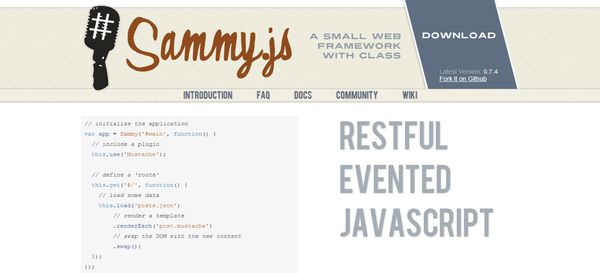 #
Sammy.js
A SMALL WEB
FRAMEWORK
WITH CLASS
DOWNLOAD
Latest Version 0.7.4
Fork it on Github
INTRODUCTION FAQ DOCS COMMUNITY WIKI
// initialize the application
var app = Sammy('#main', function() {
// include a plugin
this.use('Mustache');
// define a 'route'
this.get('#/', function() {
// load some data
this.load('posts.json')
// render a template
.renderEach('post.mustache')
// swap the DOM with the new content
.swap();
});
});
RESTFUL
EVENTED
JAVASCRIPT